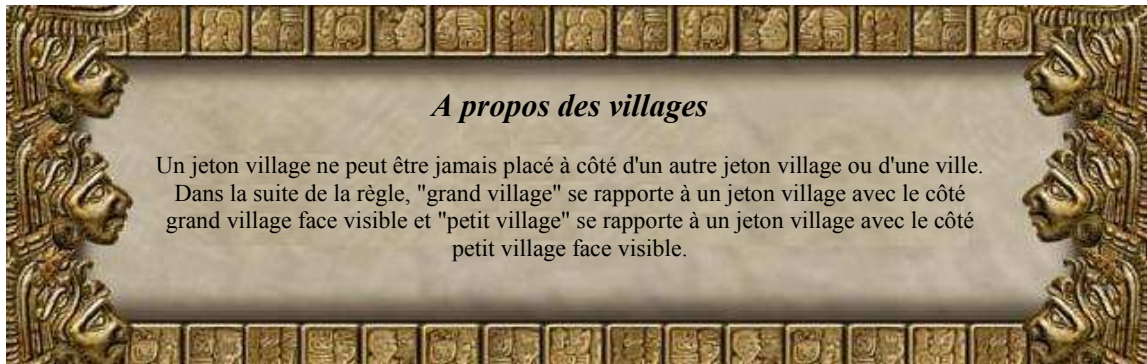 A propos des villages
Un jeton village ne peut être jamais placé à côté d'un autre jeton village ou d'une ville.
Dans la suite de la règle, "grand village" se rapporte à un jeton village avec le côté
grand village face visible et "petit village" se rapporte à un jeton village avec le côté
petit village face visible.